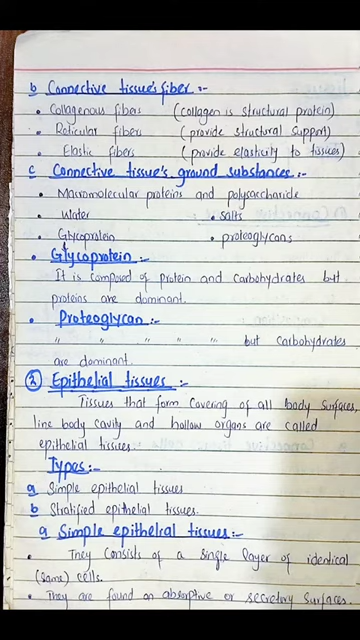 b Connective tissue's fiber :-
• Collagenous fibers (collagen is structural protein)
• Reticular fibers (provide structural support)
• Elastic fibers (provide elasticity to tissues)
c Connective tissue's ground substances:-
• Macromolecular proteins and polysaccharide
• Water • salts
• Glycoprotein • proteoglycans
• Glycoprotein :-
It is composed of protein and carbohydrates but
proteins are dominant.
• Proteoglycan :-
" " " " " but carbohydrates
are dominant.
② Epithelial tissues :-
Tissues that form covering of all body surfaces,
line body cavity and hollow organs are called
epithelial tissues.
Types:-
a Simple epithelial tissues
b Stratified epithelial tissues.
a Simple epithelial tissues:-
• They consists of a single layer of identical
(same) cells.
• They are found on absorptive or secretory surfaces